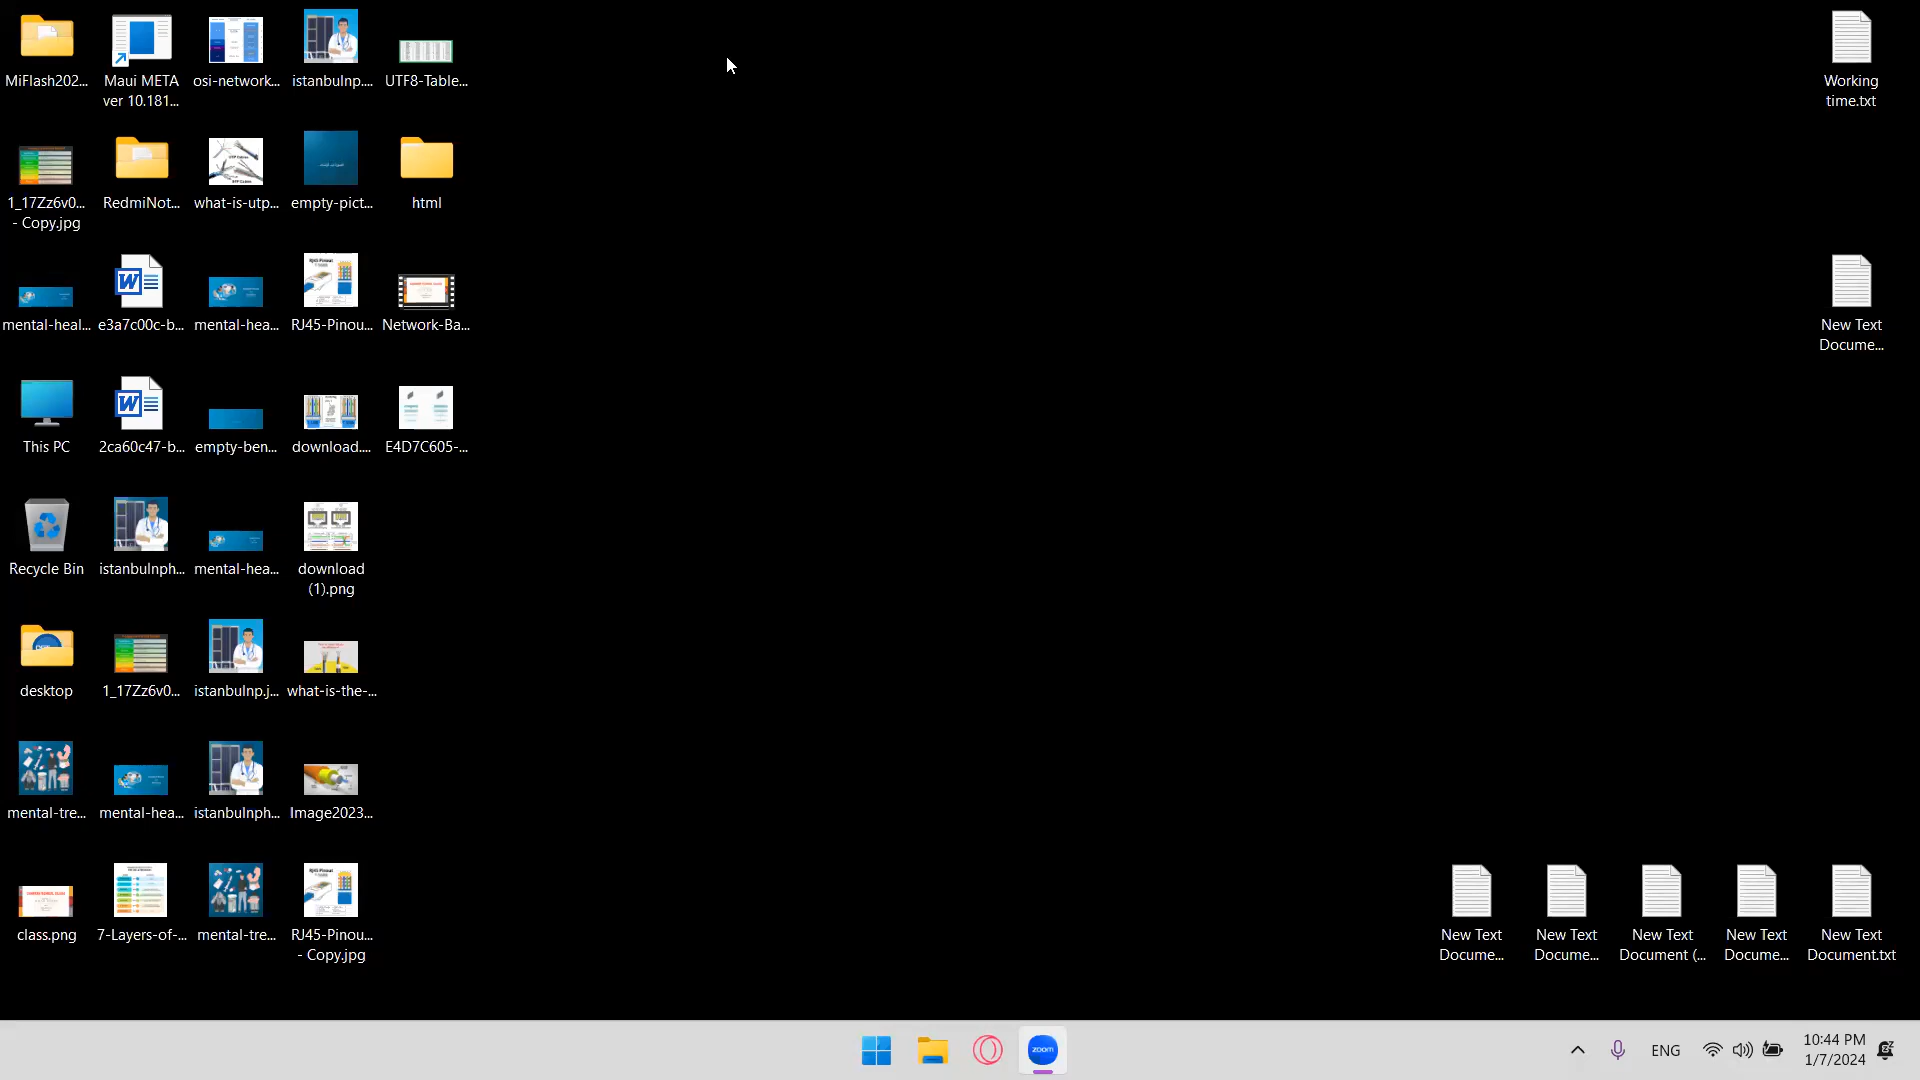 MiFlash202...
Maui META
ver 10.181...
osi-network...
istanbulnp....
UTF8-Table...
Working
time.txt
1_17Zz6v0...
- Copy.jpg
RedmiNot...
what-is-utp...
empty-pict...
html
mental-heal...
e3a7c00c-b...
mental-hea...
RJ45-Pinou...
Network-Ba...
New Text
Docume...
This PC
2ca60c47-b...
empty-ben...
download....
E4D7C605-...
Recycle Bin
istanbulnph...
mental-hea...
download
(1).png
desktop
1_17Zz6v0...
istanbulnp.j...
what-is-the-...
mental-tre...
mental-hea...
istanbulnph...
Image2023...
class.png
7-Layers-of-...
mental-tre...
RJ45-Pinou...
- Copy.jpg
New Text
Docume...
New Text
Docume...
New Text
Document (...
New Text
Docume...
New Text
Document.txt
zoom
ENG
10:44 PM
1/7/2024